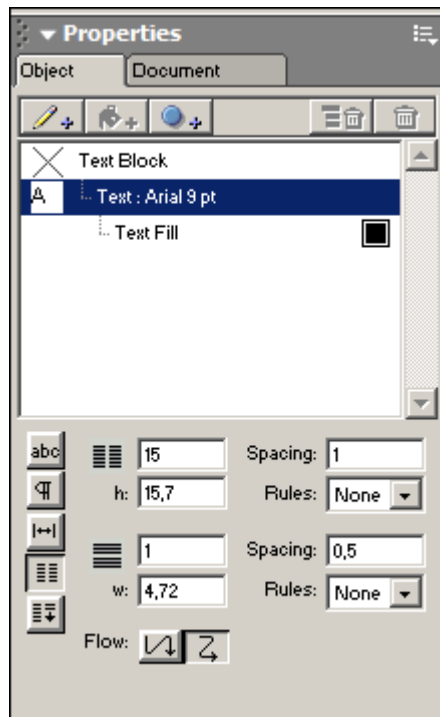 Properties
Object Document
Text Block
A Text : Arial 9 pt
Text Fill
abc 15 Spacing: 1
h: 15,7 Rules: None
1 Spacing: 0,5
w: 4,72 Rules: None
Flow: